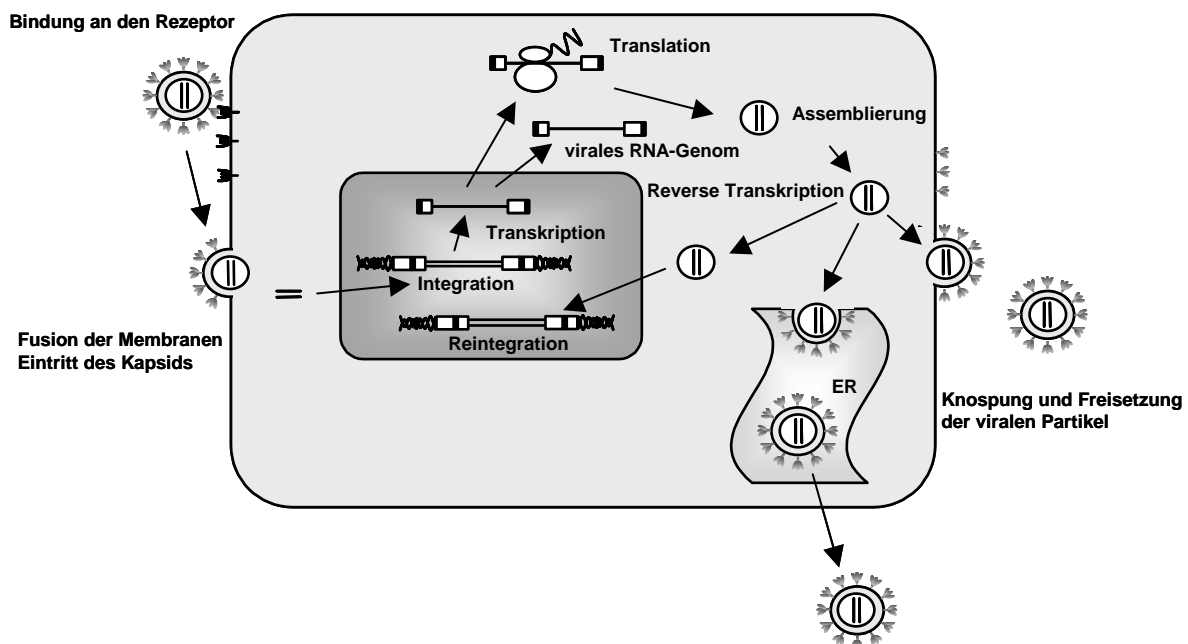 Bindung an den Rezeptor
Translation
Assemblierung
virales RNA-Genom
Reverse Transkription
Transkription
Integration
Fusion der Membranen
Eintritt des Kapsids
Reintegration
ER
Knospung und Freisetzung
der viralen Partikel